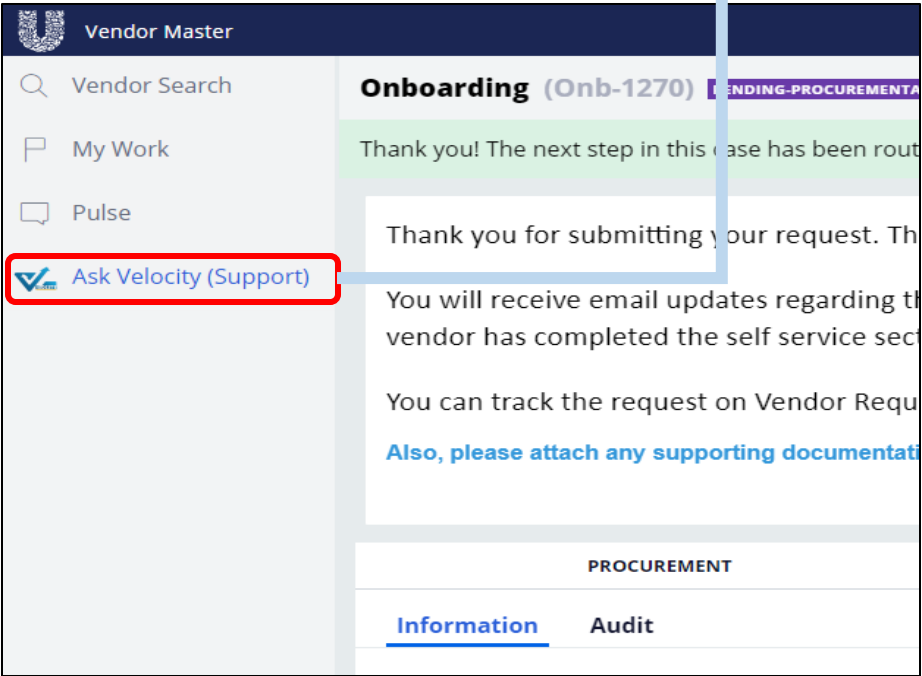 Vendor Master
Vendor Search
My Work
Pulse
Ask Velocity (Support)
Onboarding (Onb-1270)
Thank you! The next step in this case has been rout
Thank you for submitting your request. Th
You will receive email updates regarding th
vendor has completed the self service sect
You can track the request on Vendor Requ
Also, please attach any supporting documentati
PROCUREMENT
Information Audit